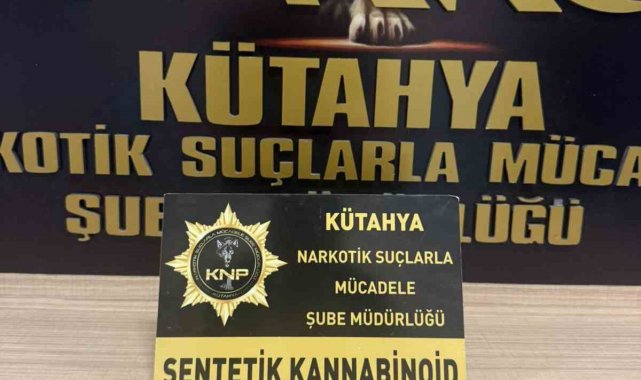 KÜTAHYA
KOTİK SUÇLARLA MÜCA
ŞUBE
LÜĞÜ
KÜTAHYA
NARKOTİK SUÇLARLA
MÜCADELE
ŞUBE MÜDÜRLÜĞÜ
KNP
SENTETİK KANNABİNOİD